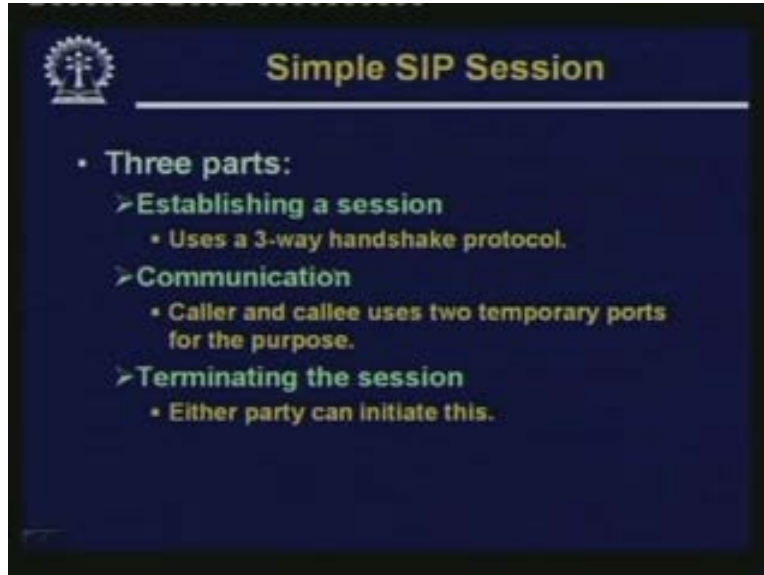 Simple SIP Session
• Three parts:
➢Establishing a session
▪ Uses a 3-way handshake protocol.
➢Communication
▪ Caller and callee uses two temporary ports
for the purpose.
➢Terminating the session
▪ Either party can initiate this.